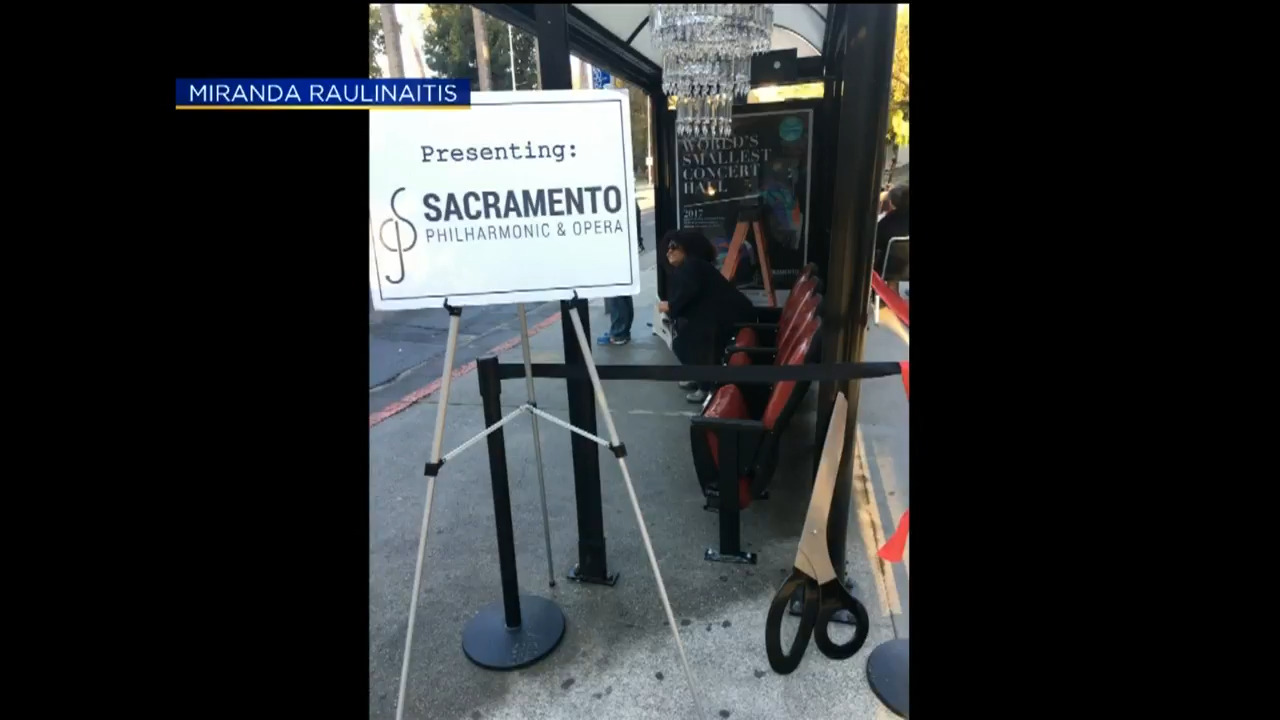 MIRANDA RAULINAITIS
Presenting:
SACRAMENTO
PHILHARMONIC & OPERA
WORLD'S
SMALLEST
CONCERT
HALL
2017